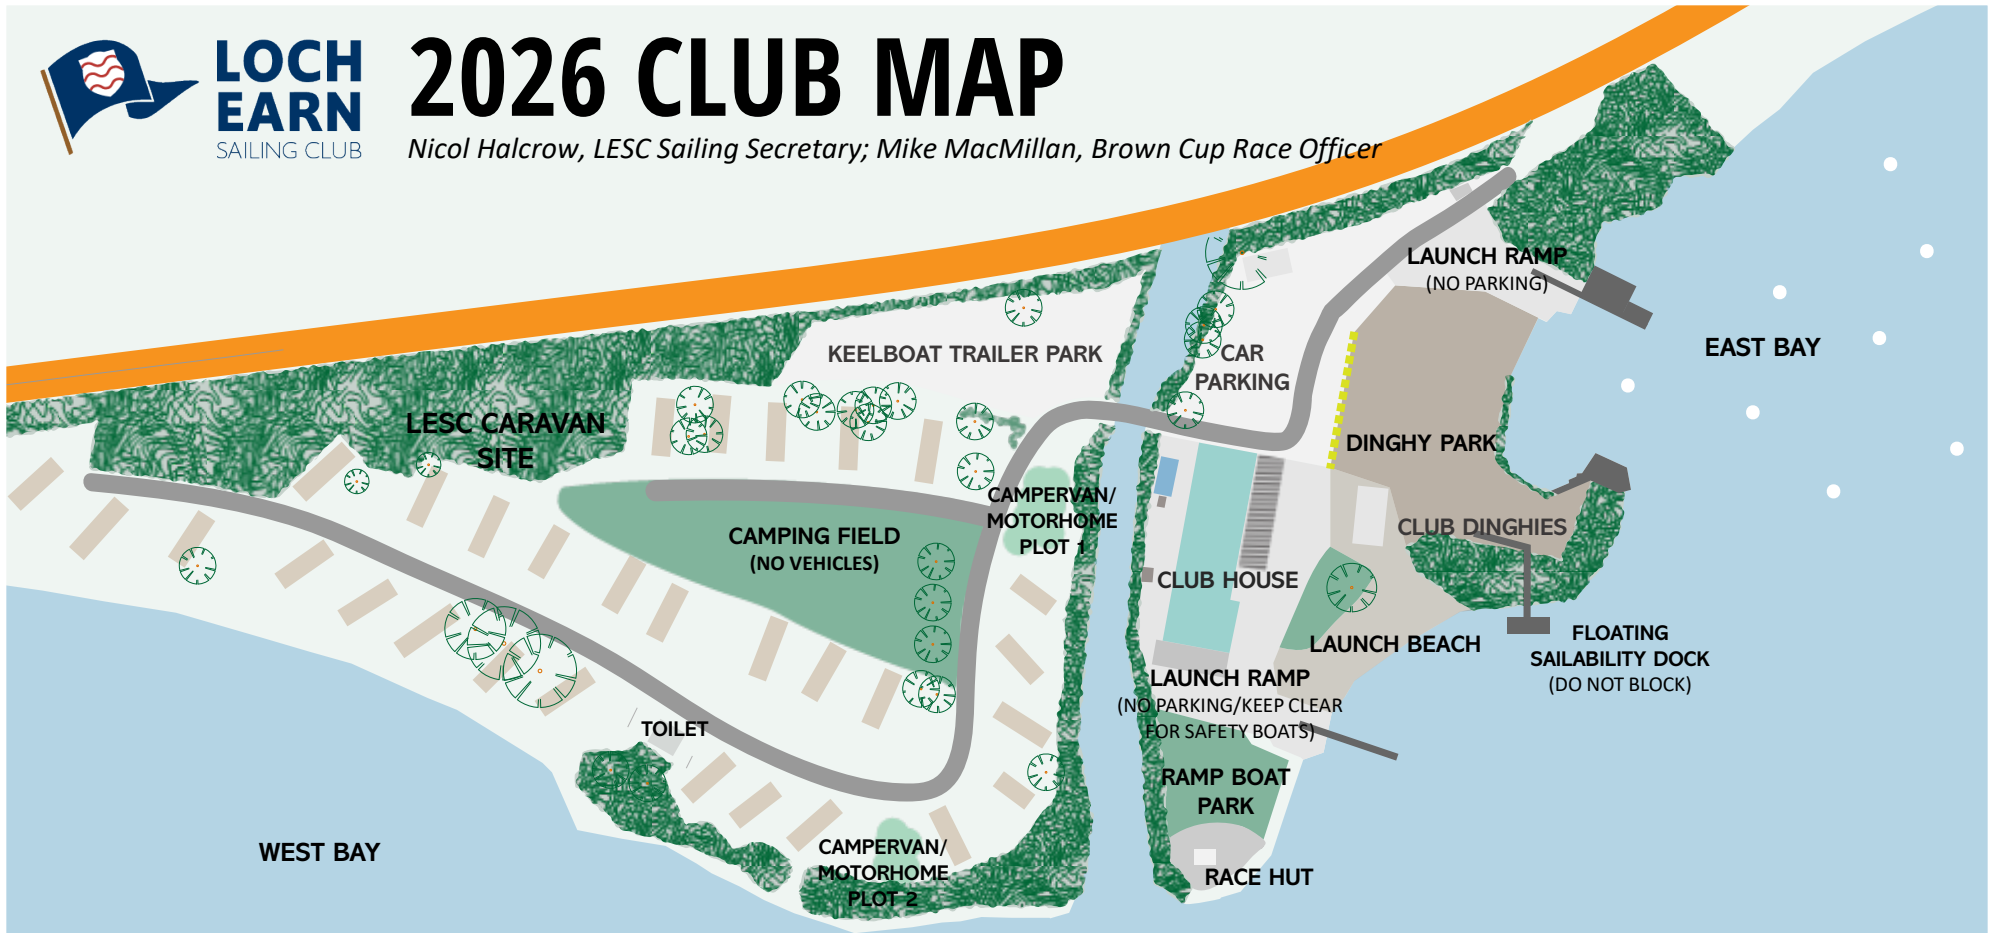 LOCH
EARN
SAILING CLUB
2026 CLUB MAP
Nicol Halcrow, LESC Sailing Secretary; Mike MacMillan, Brown Cup Race Officer
LAUNCH RAMP
(NO PARKING)
EAST BAY
KEELBOAT TRAILER PARK
CAR
PARKING
LESC CARAVAN
SITE
DINGHY PARK
CAMPERVAN/
MOTORHOME
PLOT 1
CAMPING FIELD
(NO VEHICLES)
CLUB DINGHIES
CLUB HOUSE
LAUNCH BEACH
FLOATING
SAILABILITY DOCK
(DO NOT BLOCK)
LAUNCH RAMP
(NO PARKING/KEEP CLEAR
FOR SAFETY BOATS)
TOILET
RAMP BOAT
PARK
WEST BAY
CAMPERVAN/
MOTORHOME
PLOT 2
RACE HUT